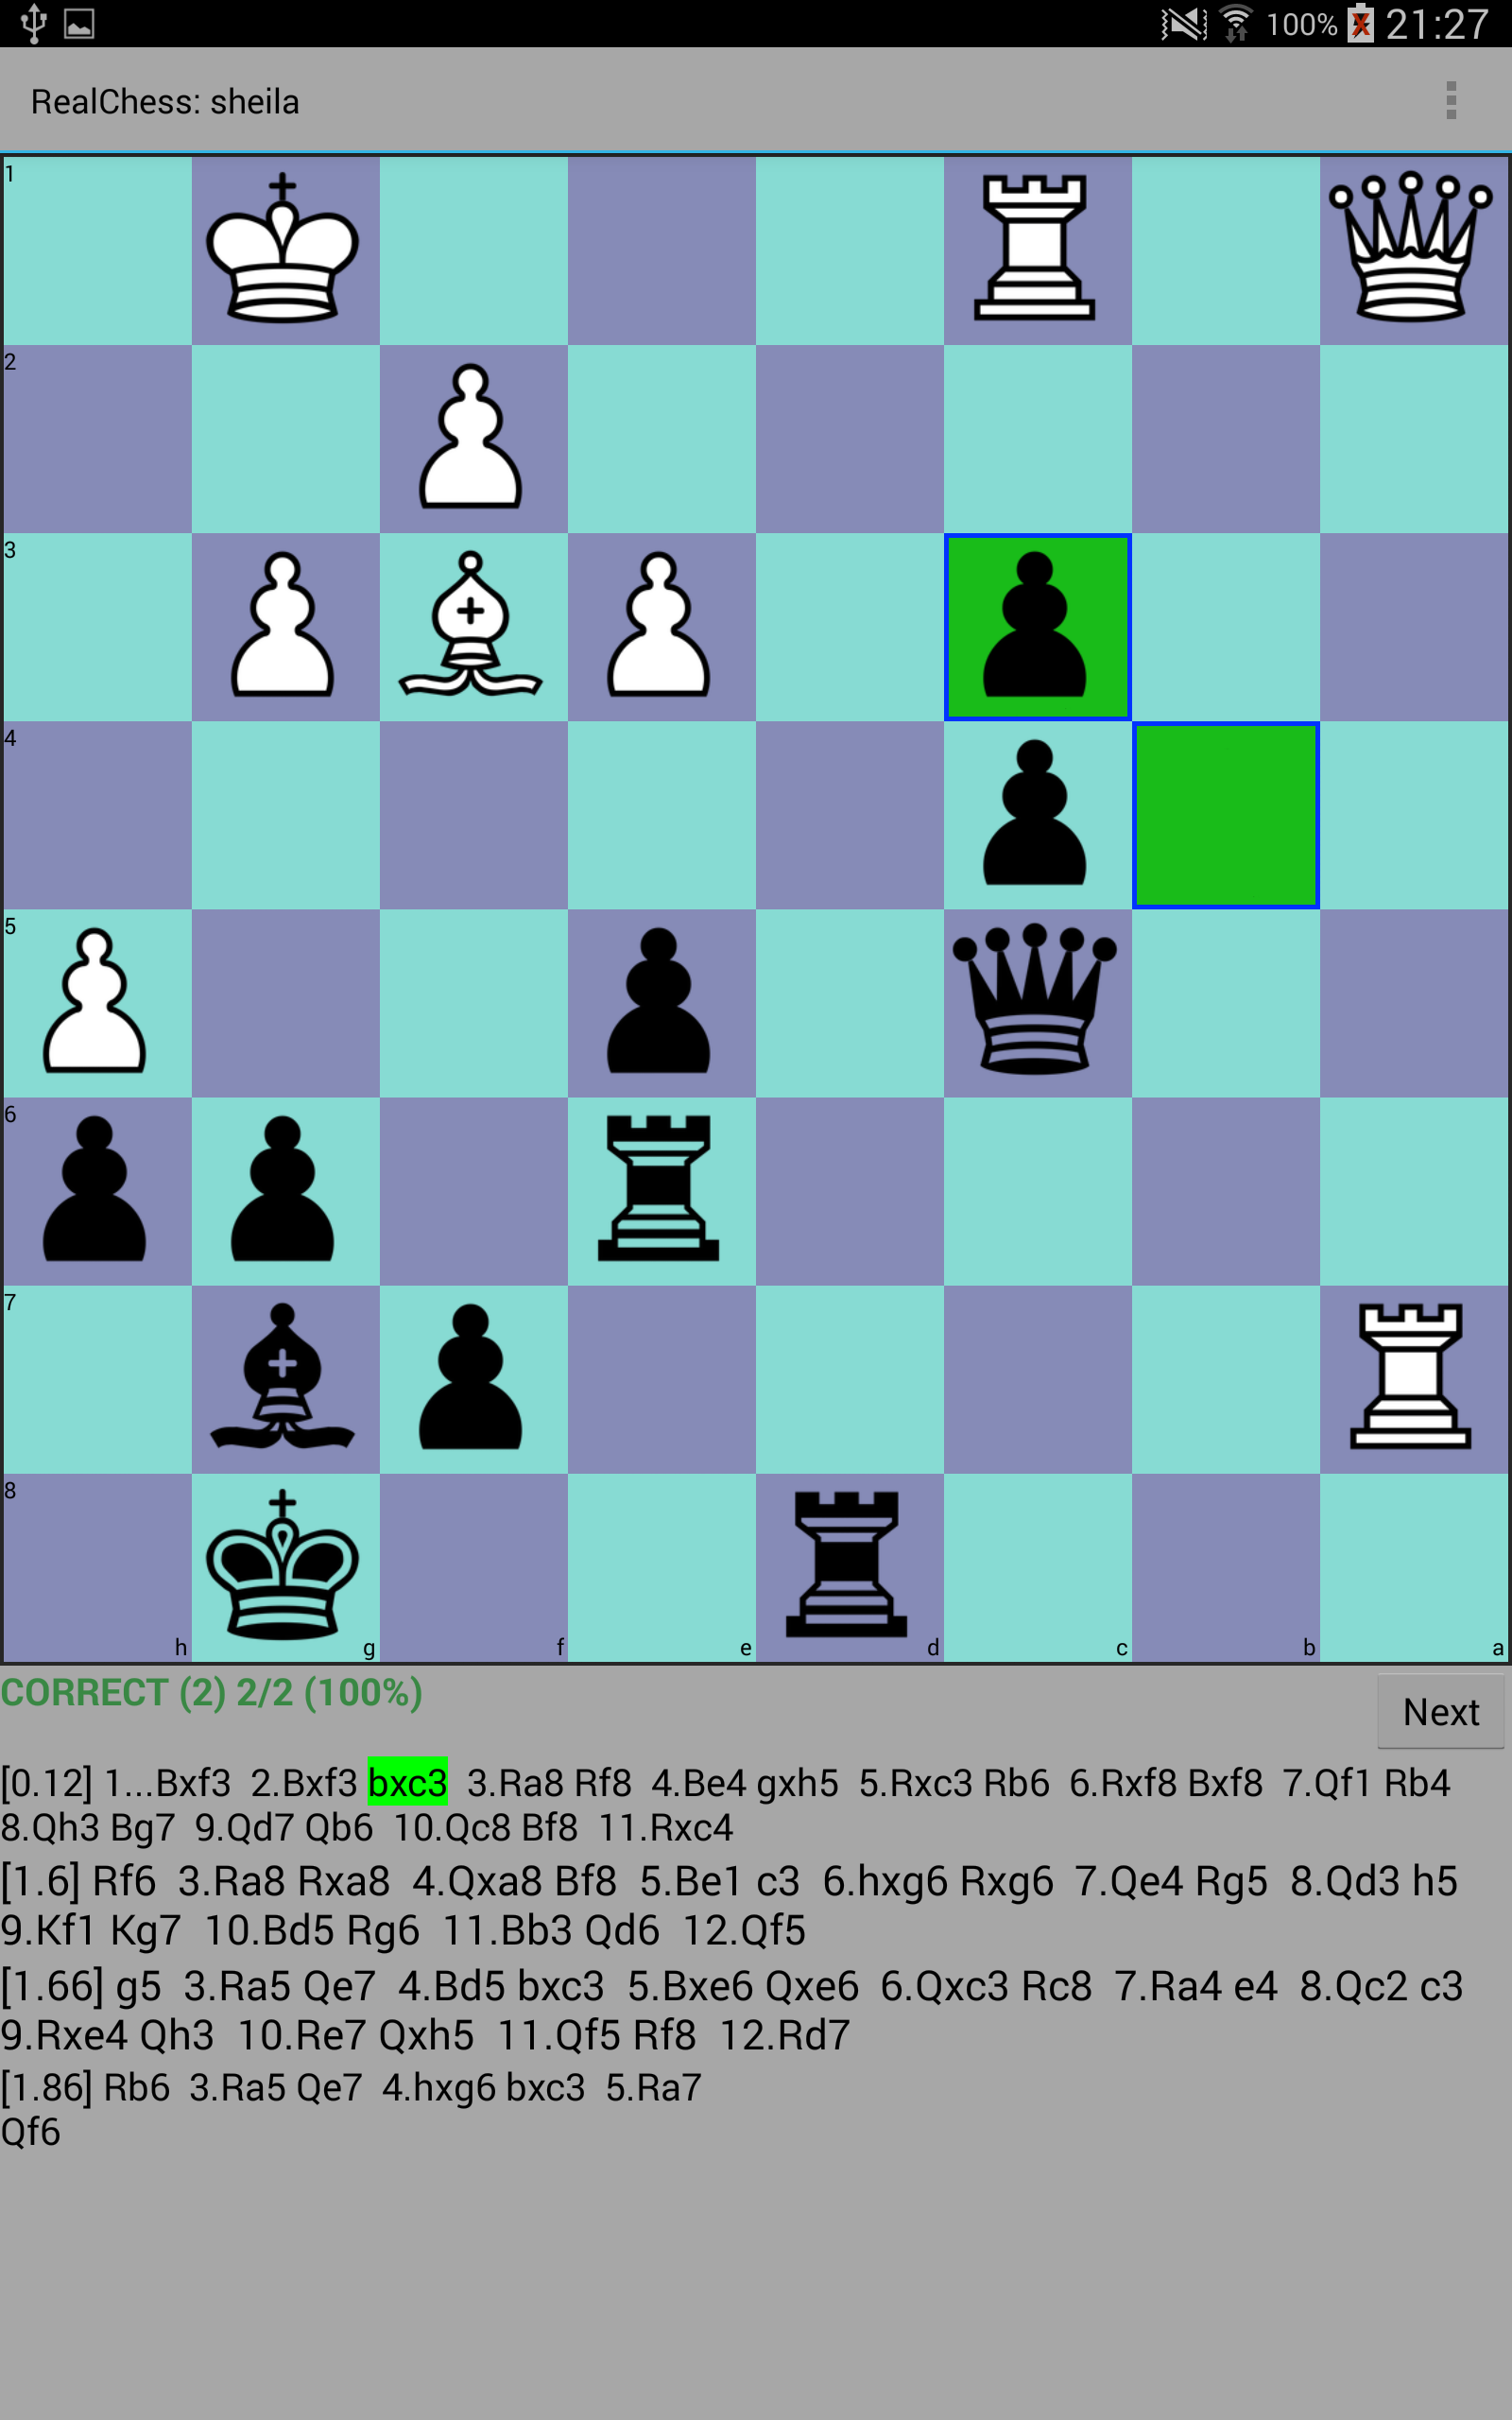 100% 21:27
RealChess: sheila
1
2
3
4
5
6
7
8
h g f e d c b a
CORRECT (2) 2/2 (100%)
Next
[0.12] 1...Bxf3 2.Bxf3 bxc3 3.Ra8 Rf8 4.Be4 gxh5 5.Rxc3 Rb6 6.Rxf8 Bxf8 7.Qf1 Rb4
8.Qh3 Bg7 9.Qd7 Qb6 10.Qc8 Bf8 11.Rxc4
[1.6] Rf6 3.Ra8 Rxa8 4.Qxa8 Bf8 5.Be1 c3 6.hxg6 Rxg6 7.Qe4 Rg5 8.Qd3 h5
9.Kf1 Kg7 10.Bd5 Rg6 11.Bb3 Qd6 12.Qf5
[1.66] g5 3.Ra5 Qe7 4.Bd5 bxc3 5.Bxe6 Qxe6 6.Qxc3 Rc8 7.Ra4 e4 8.Qc2 c3
9.Rxe4 Qh3 10.Re7 Qxh5 11.Qf5 Rf8 12.Rd7
[1.86] Rb6 3.Ra5 Qe7 4.hxg6 bxc3 5.Ra7
Qf6